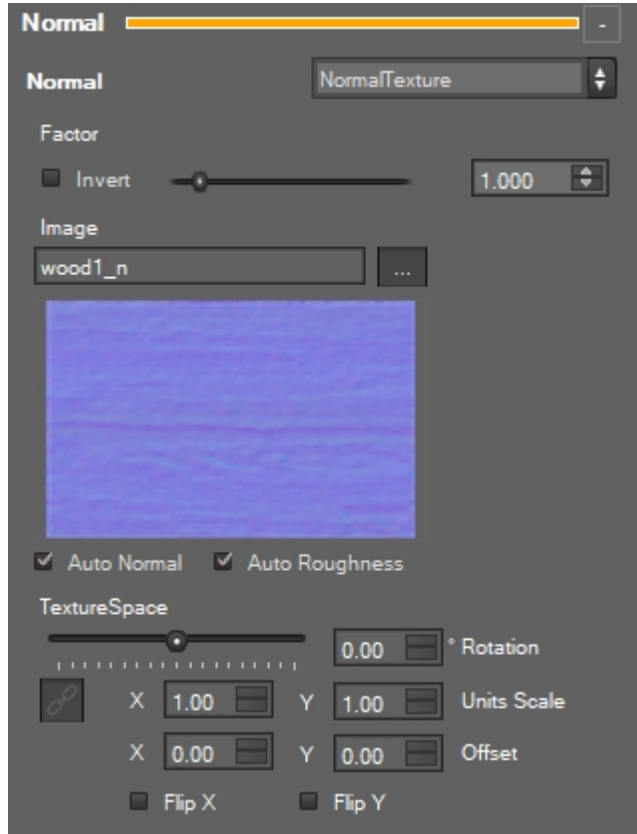 Normal -
Normal NormalTexture
Factor
Invert 1.000
Image
wood1_n ...
Auto Normal Auto Roughness
TextureSpace
0.00 ° Rotation
X 1.00 Y 1.00 Units Scale
X 0.00 Y 0.00 Offset
Flip X Flip Y